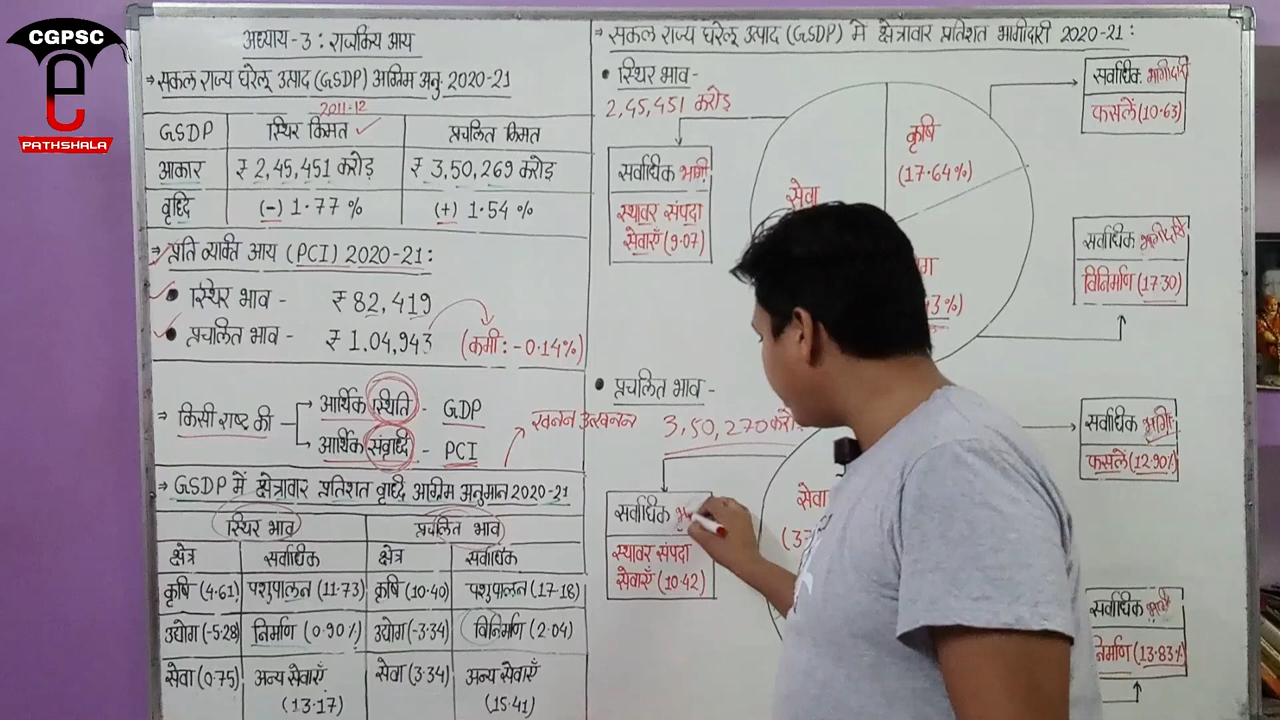 CGPSC
e
PATHSHALA
अध्याय-3 : राजकिय आय
→ सकल राज्य घरेलू उत्पाद (GSDP) अग्रिम अनु. 2020-21
2011-12
GSDP स्थिर किमत ✓ प्रचलित किमत
आकार ₹ 2,45,451 करोड़ ₹ 3,50,269 करोड़
वृध्दि (-) 1.77 % (+) 1.54 %
→ प्रति व्यक्ति आय (PCI) 2020-21 :
• स्थिर भाव - ₹ 82,419
• प्रचलित भाव - ₹ 1,04,943 (कमी : -0.14%)
→ किसी राष्ट्र की
आर्थिक स्थिति - GDP
आर्थिक संवृध्दि - PCI
खनन उत्खनन
→ GSDP में क्षेत्रावार प्रतिशत वृध्दि अग्रिम अनुमान 2020-21
स्थिर भाव प्रचलित भाव
क्षेत्र सर्वाधिक क्षेत्र सर्वाधिक
कृषि (4.61) पशुपालन (11.73) कृषि (10.40) पशुपालन (17.18)
उद्योग (-5.28) निर्माण (0.90%) उद्योग (-3.34) विनिर्माण (2.04)
सेवा (0.75) अन्य सेवाएँ (13.17) सेवा (3.34) अन्य सेवाएँ (15.41)
→ सकल राज्य घरेलू उत्पाद (GSDP) में क्षेत्रावार प्रतिशत भागीदारी 2020-21 :
• स्थिर भाव -
2,45,451 करोड़
सर्वाधिक भागी.
स्थावर संपदा
सेवाएँ (9.07)
सेवा
कृषि
(17.64%)
सर्वाधिक भागीदारी
फसलें (10.63)
सर्वाधिक भागीदारी
विनिर्माण (17.30)
• प्रचलित भाव -
3,50,270 करो
सर्वाधिक
स्थावर संपदा
सेवाएँ (10.42)
सेवा
सर्वाधिक भागी.
फसलें (12.90%)
सर्वाधिक
निर्माण (13.83%)